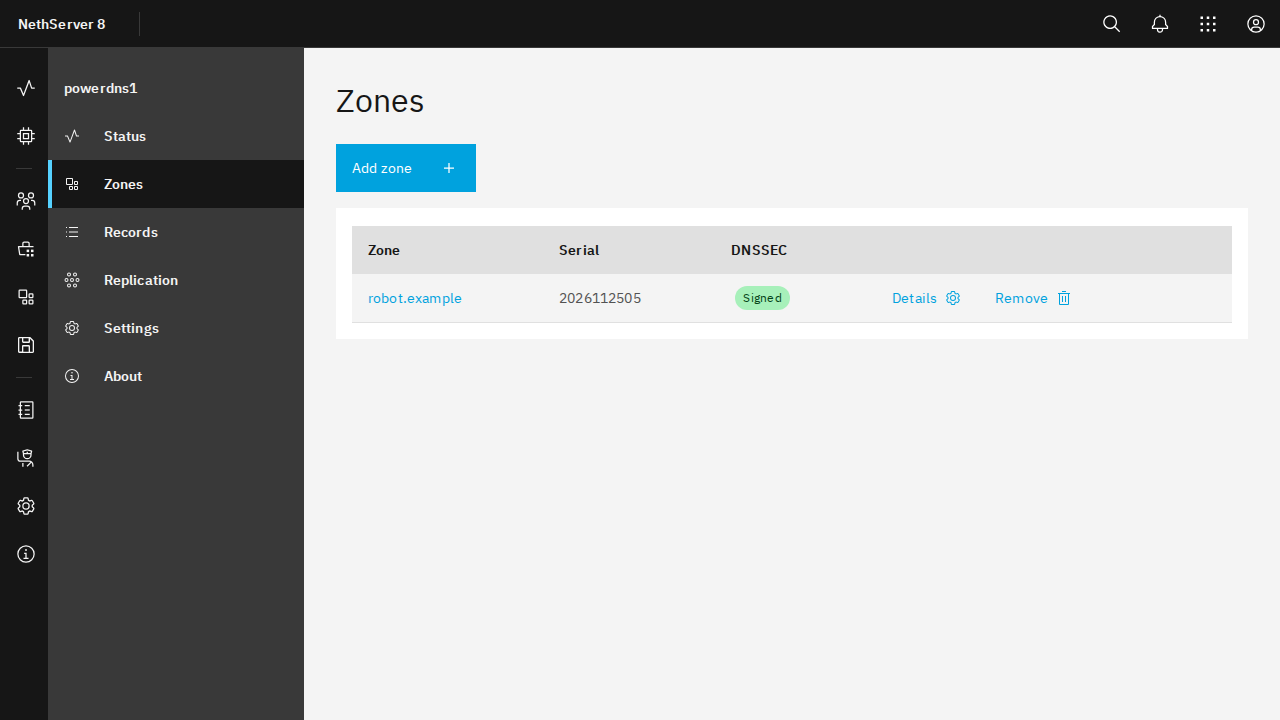 NethServer 8
powerdns1
Status
Zones
Records
Replication
Settings
About
Zones
Add zone
Zone Serial DNSSEC
robot.example 2026112505 Signed Details Remove